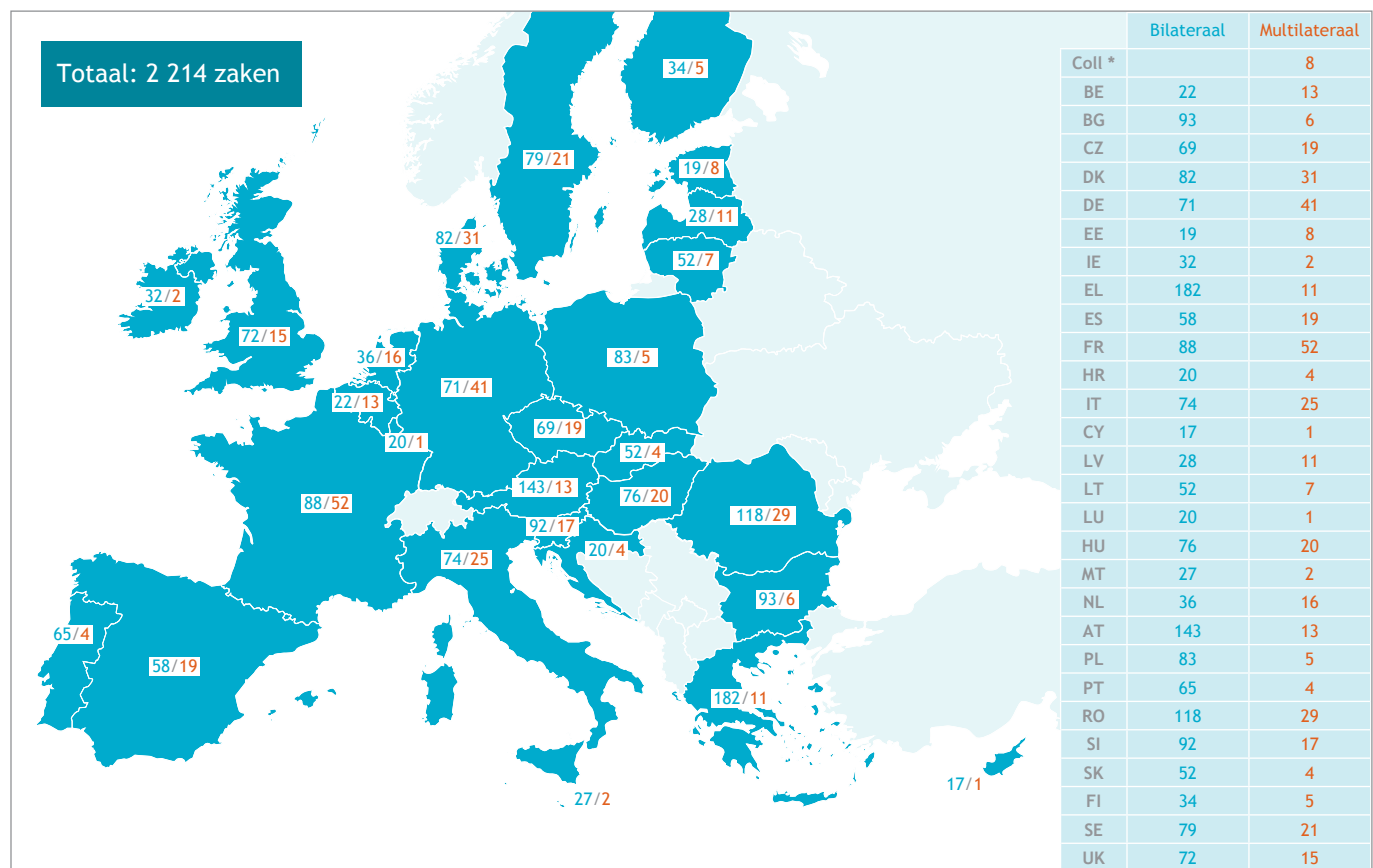 Totaal: 2 214 zaken
34/5
79/21
19/8
28/11
82/31
52/7
32/2
72/15
36/16
83/5
71/41
22/13
69/19
20/1
52/4
143/13
76/20
88/52
118/29
92/17
20/4
74/25
93/6
65/4
58/19
182/11
17/1
27/2
Bilateraal Multilateraal
Coll * 8
BE 22 13
BG 93 6
CZ 69 19
DK 82 31
DE 71 41
EE 19 8
IE 32 2
EL 182 11
ES 58 19
FR 88 52
HR 20 4
IT 74 25
CY 17 1
LV 28 11
LT 52 7
LU 20 1
HU 76 20
MT 27 2
NL 36 16
AT 143 13
PL 83 5
PT 65 4
RO 118 29
SI 92 17
SK 52 4
FI 34 5
SE 79 21
UK 72 15